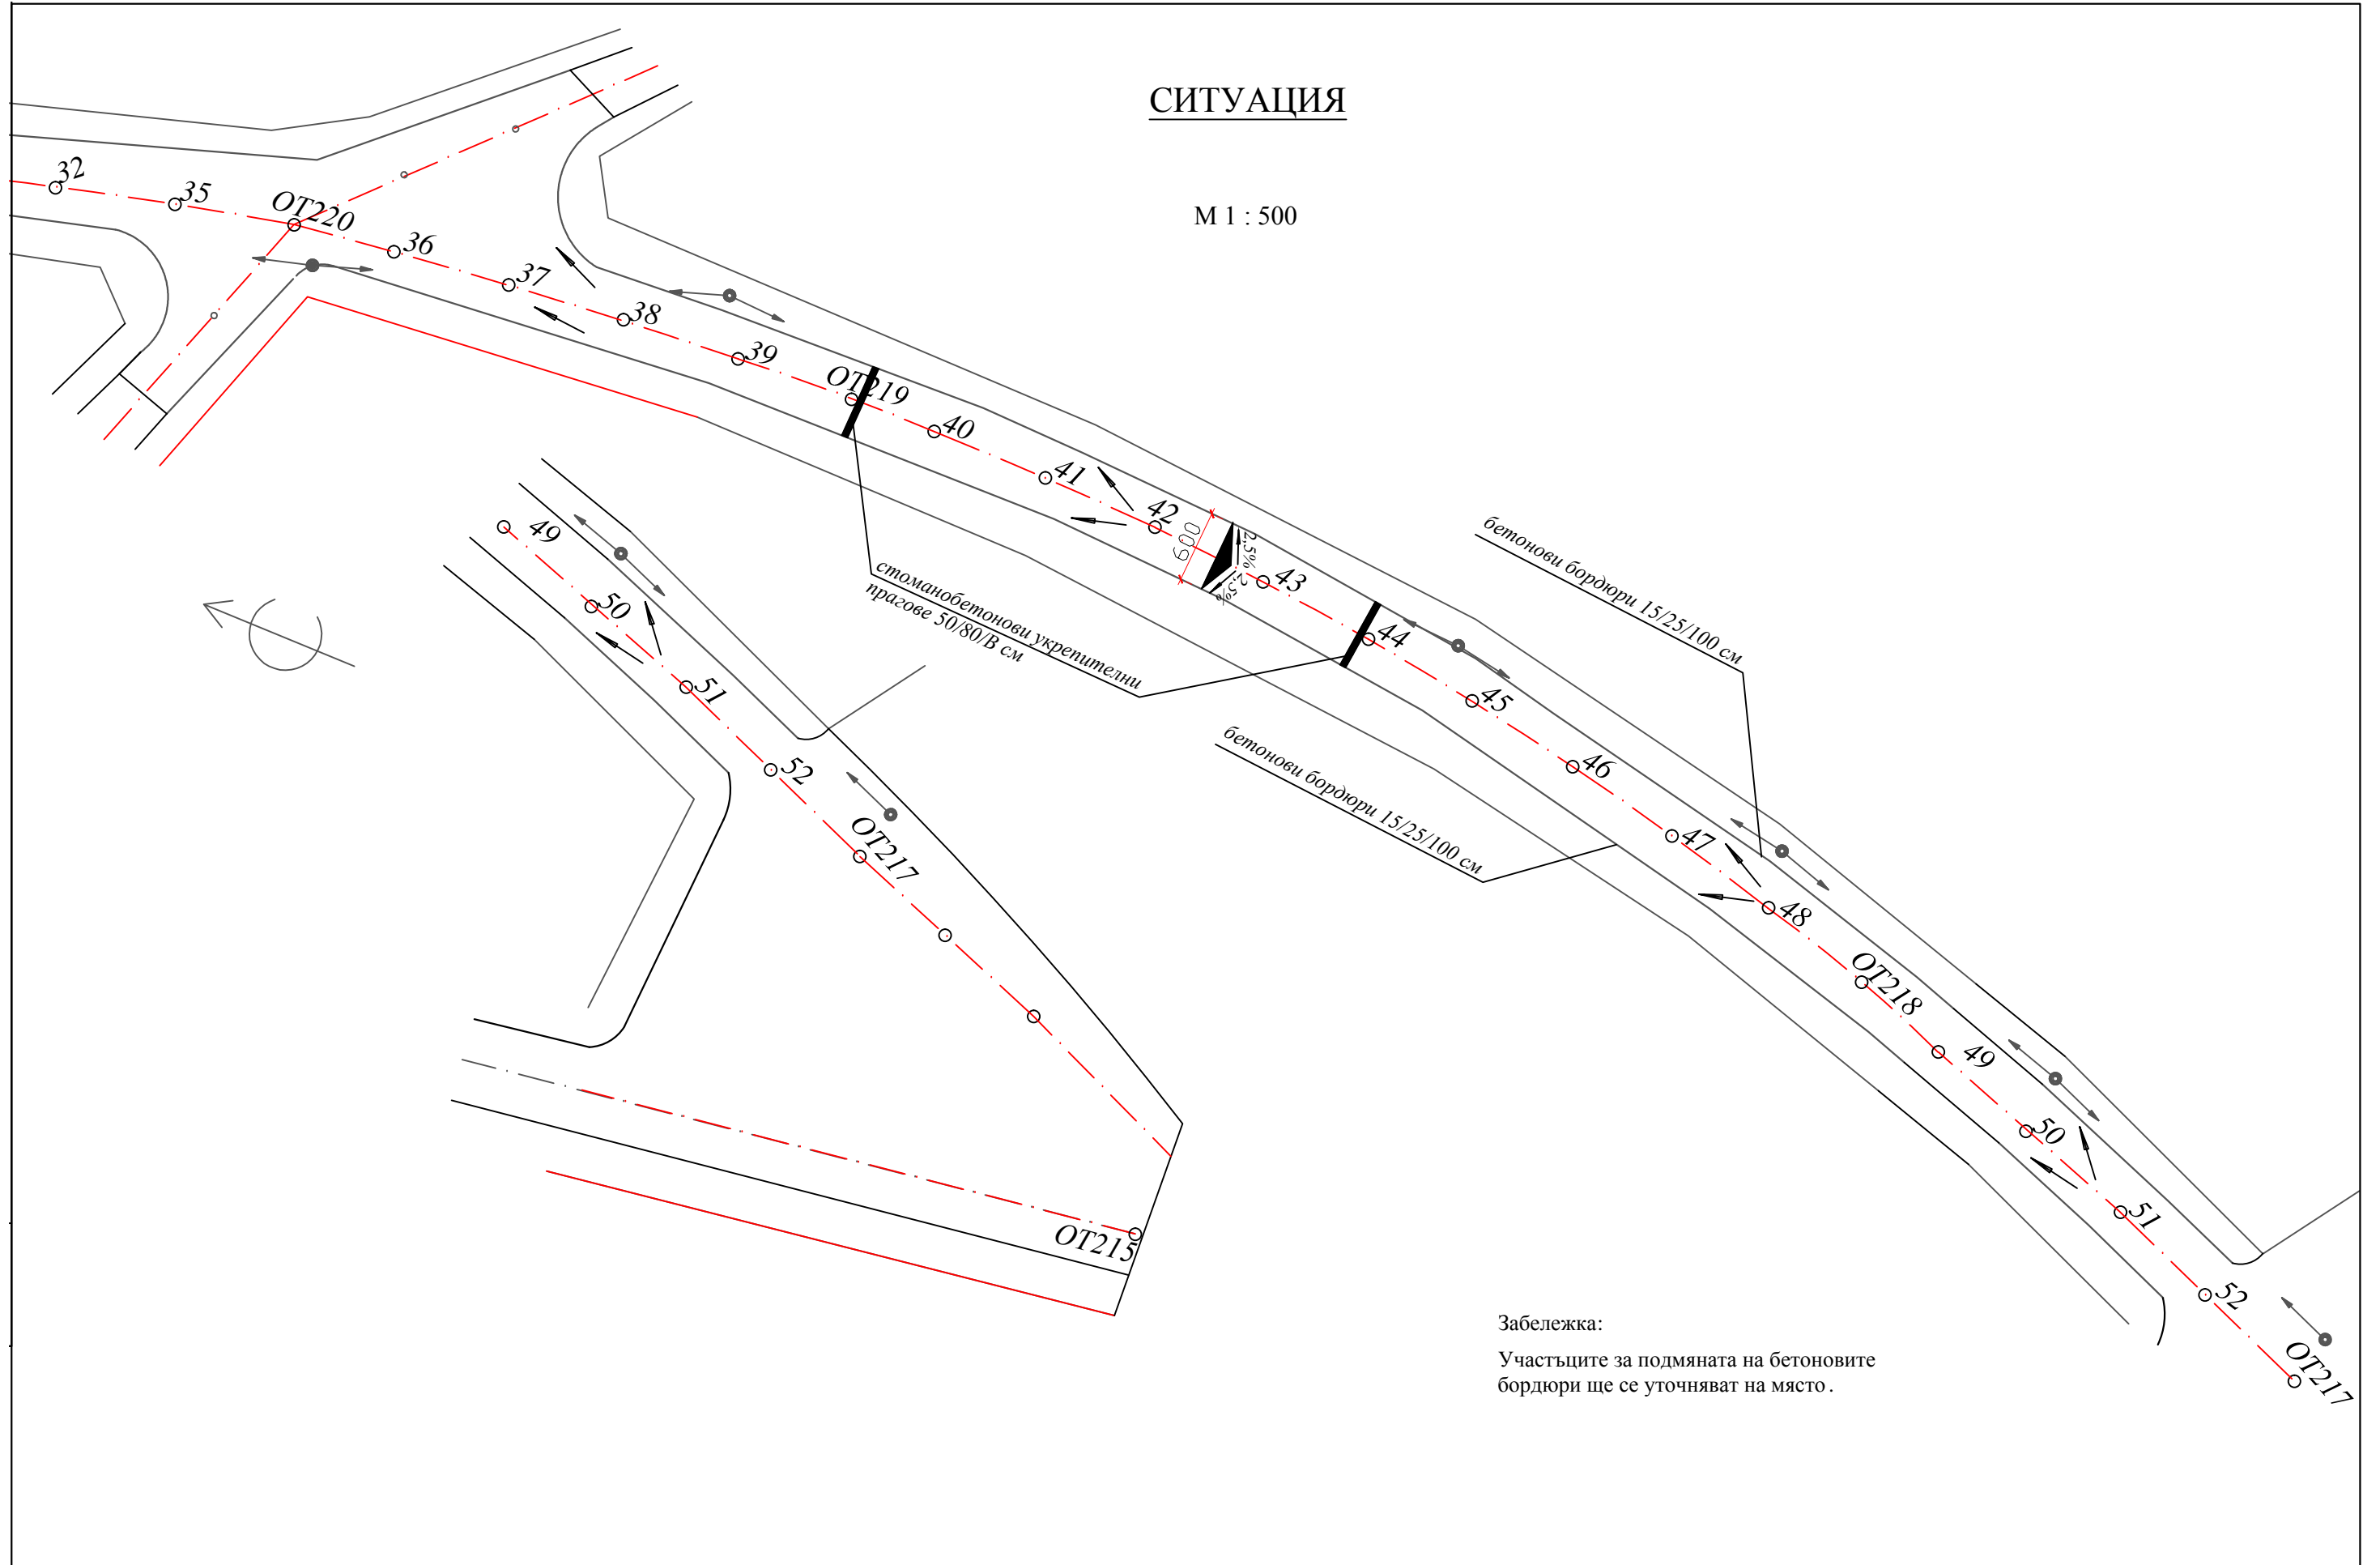 СИТУАЦИЯ
М 1 : 500
32
35
ОТ220
36
37
38
39
ОТ219
40
41
42
600
2,5%
2,5%
43
44
45
46
47
48
ОТ218
49
50
51
52
ОТ217
стоманобетонови укрепителни
прагове 50/80/В см
бетонови бордюри 15/25/100 см
бетонови бордюри 15/25/100 см
49
50
51
52
ОТ217
ОТ215
Забележка:
Участъците за подмяната на бетоновите
бордюри ще се уточняват на място.